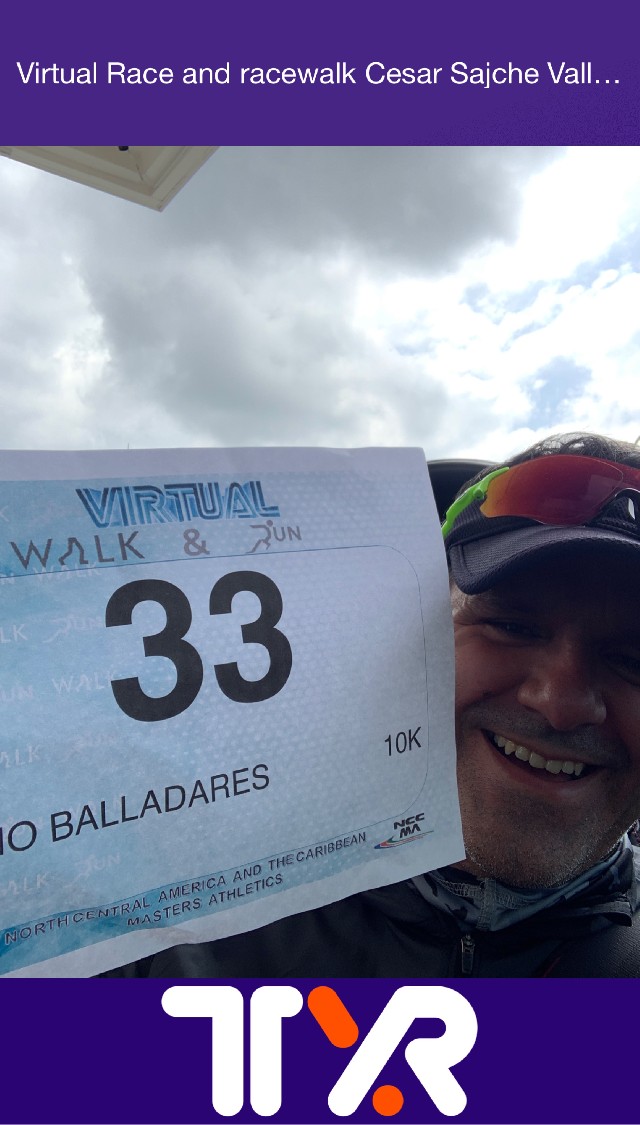 Virtual Race and racewalk Cesar Sajche Vall…
VIRTUAL
WALK & RUN
33
10K
IO BALLADARES
NCC
MA
NORTH CENTRAL AMERICA AND THE CARIBBEAN
MASTERS ATHLETICS
TYR